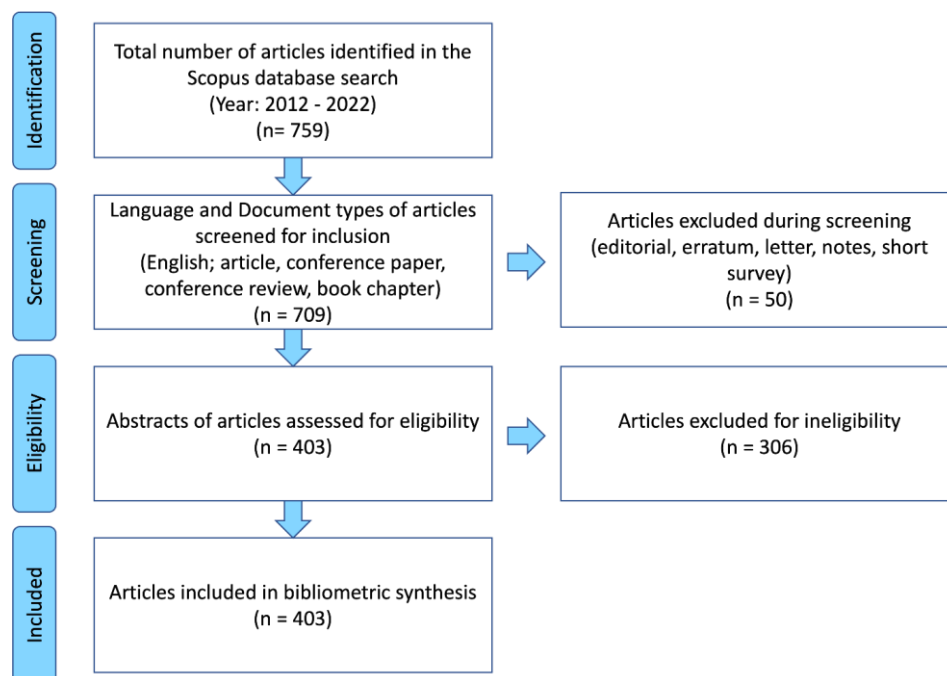 Identification
Total number of articles identified in the
Scopus database search
(Year: 2012 - 2022)
(n= 759)
Screening
Language and Document types of articles
screened for inclusion
(English; article, conference paper,
conference review, book chapter)
(n = 709)
Articles excluded during screening
(editorial, erratum, letter, notes, short
survey)
(n = 50)
Eligibility
Abstracts of articles assessed for eligibility
(n = 403)
Articles excluded for ineligibility
(n = 306)
Included
Articles included in bibliometric synthesis
(n = 403)